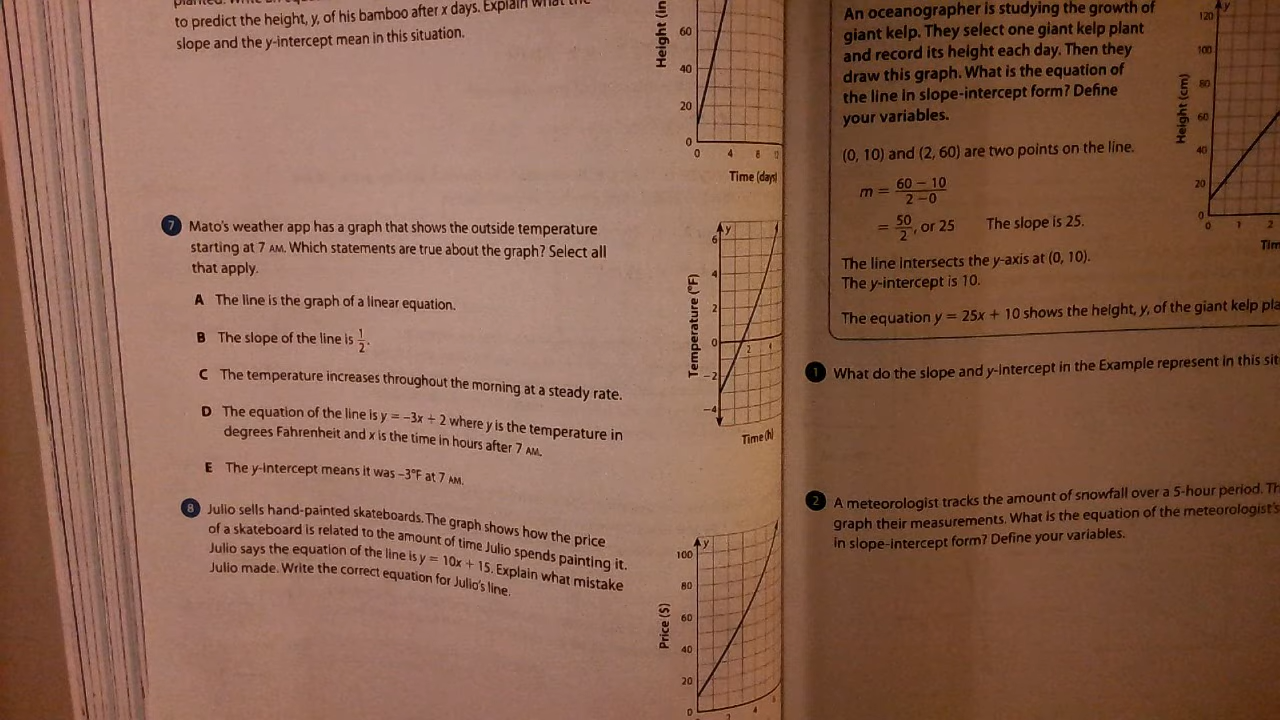 to predict the height, y, of his bamboo after x days. Explain what the
slope and the y-intercept mean in this situation.
Height (in
60
40
20
0
0 4 8
Time (days)
7 Mato's weather app has a graph that shows the outside temperature
starting at 7 AM. Which statements are true about the graph? Select all
that apply.
A The line is the graph of a linear equation.
B The slope of the line is 1/2.
C The temperature increases throughout the morning at a steady rate.
D The equation of the line is y = −3x + 2 where y is the temperature in
degrees Fahrenheit and x is the time in hours after 7 AM.
E The y-intercept means it was −3°F at 7 AM.
Temperature (°F)
y
6
4
2
0
2
−2
−4
Time (h)
8 Julio sells hand-painted skateboards. The graph shows how the price
of a skateboard is related to the amount of time Julio spends painting it.
Julio says the equation of the line is y = 10x + 15. Explain what mistake
Julio made. Write the correct equation for Julio's line.
Price ($)
y
100
80
60
40
20
0
An oceanographer is studying the growth of
giant kelp. They select one giant kelp plant
and record its height each day. Then they
draw this graph. What is the equation of
the line in slope-intercept form? Define
your variables.
(0, 10) and (2, 60) are two points on the line.
m = 60 − 10 / 2 − 0
= 50/2, or 25 The slope is 25.
The line intersects the y-axis at (0, 10).
The y-intercept is 10.
The equation y = 25x + 10 shows the height, y, of the giant kelp pla
Height (cm)
y
120
100
80
60
40
20
0
0 1 2
Tim
1 What do the slope and y-intercept in the Example represent in this sit
2 A meteorologist tracks the amount of snowfall over a 5-hour period. Th
graph their measurements. What is the equation of the meteorologist's
in slope-intercept form? Define your variables.